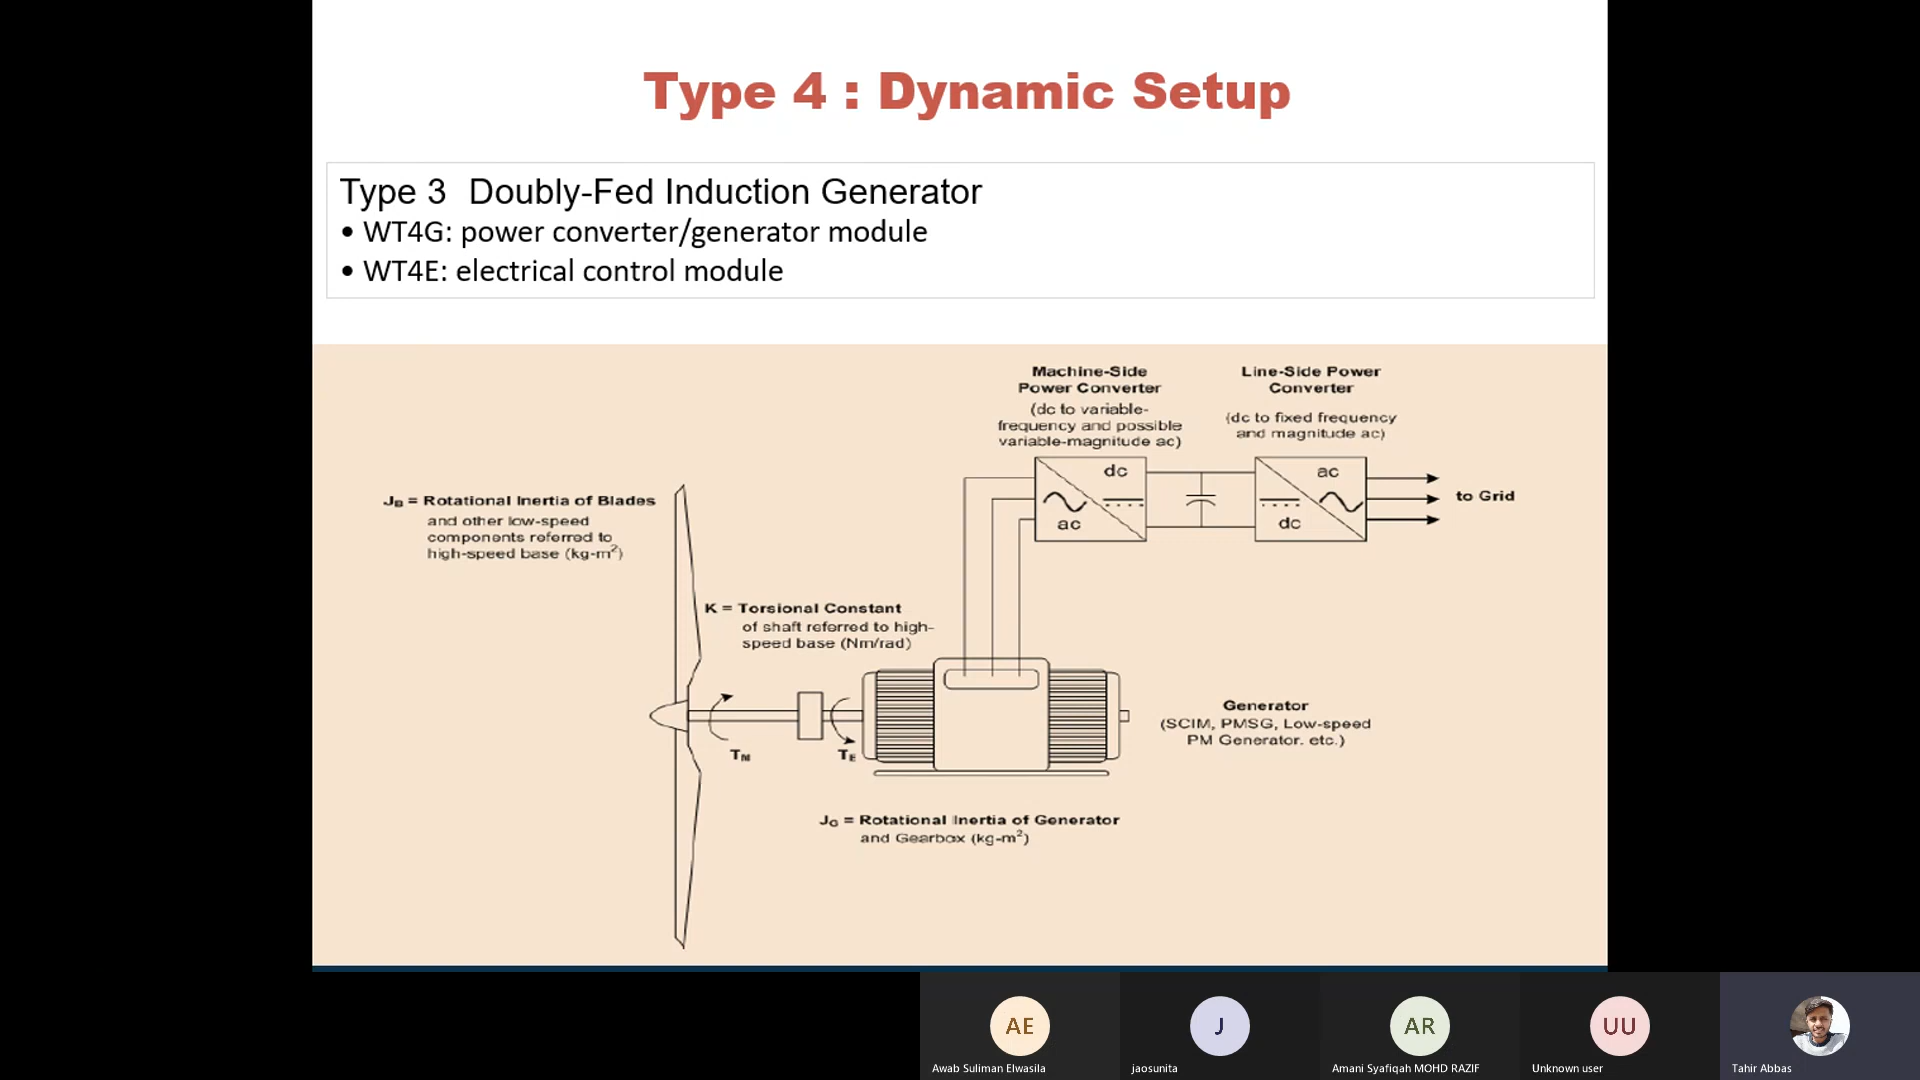 Type 4 : Dynamic Setup
Type 3 Doubly-Fed Induction Generator
• WT4G: power converter/generator module
• WT4E: electrical control module
Machine-Side
Power Converter
(dc to variable-
frequency and possible
variable-magnitude ac)
Line-Side Power
Converter
(dc to fixed frequency
and magnitude ac)
dc
ac
ac
dc
to Grid
JB = Rotational Inertia of Blades
and other low-speed
components referred to
high-speed base (kg-m²)
K = Torsional Constant
of shaft referred to high-
speed base (Nm/rad)
TM
TE
Generator
(SCIM, PMSG, Low-speed
PM Generator. etc.)
JG = Rotational Inertia of Generator
and Gearbox (kg-m²)
AE
J
AR
UU
Awab Suliman Elwasila
jaosunita
Amani Syafiqah MOHD RAZIF
Unknown user
Tahir Abbas